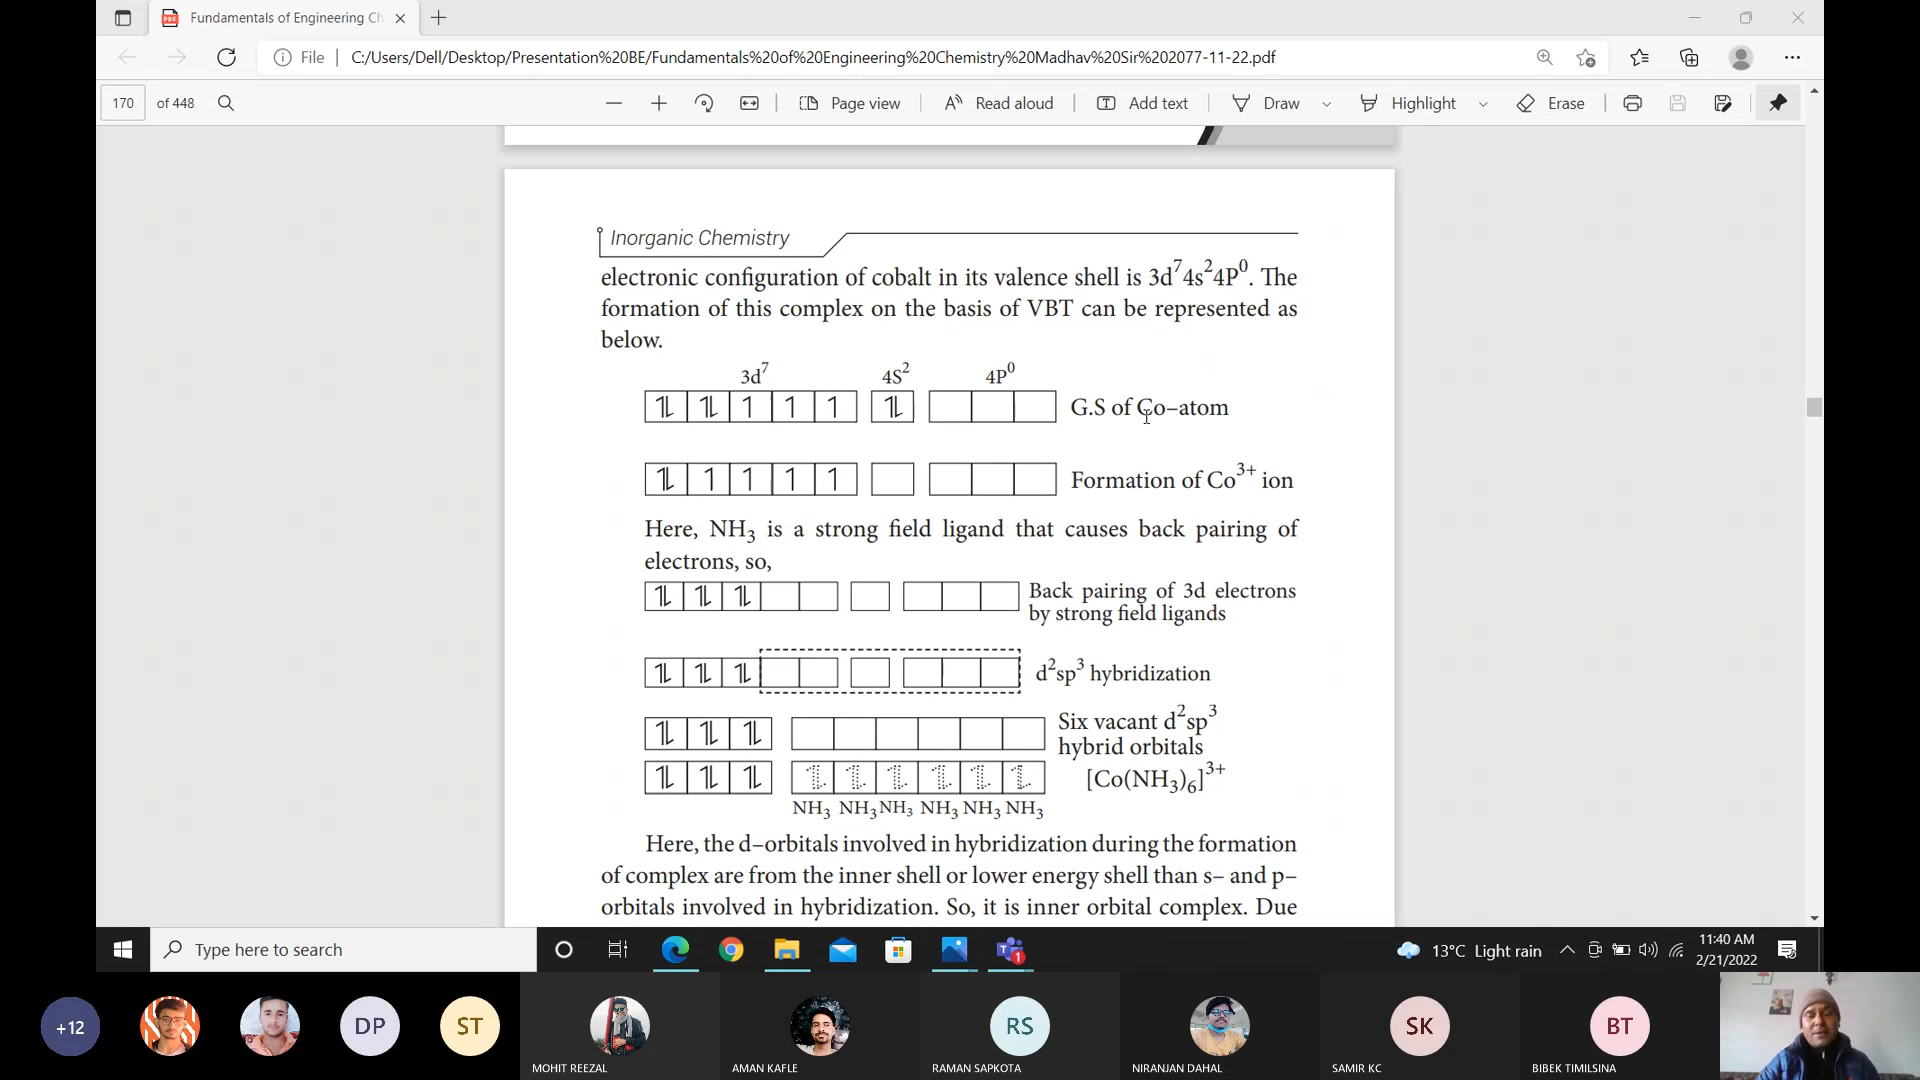 Fundamentals of Engineering Ch
File
C:/Users/Dell/Desktop/Presentation%20BE/Fundamentals%20of%20Engineering%20Chemistry%20Madhav%20Sir%202077-11-22.pdf
170 of 448
Page view
Read aloud
Add text
Draw
Highlight
Erase
Inorganic Chemistry
electronic configuration of cobalt in its valence shell is 3d⁷4s²4P⁰. The
formation of this complex on the basis of VBT can be represented as
below.
3d⁷ 4S² 4P⁰
G.S of Co–atom
Formation of Co³⁺ ion
Here, NH₃ is a strong field ligand that causes back pairing of
electrons, so,
Back pairing of 3d electrons
by strong field ligands
d²sp³ hybridization
Six vacant d²sp³
hybrid orbitals
[Co(NH₃)₆]³⁺
NH₃ NH₃ NH₃ NH₃ NH₃ NH₃
Here, the d–orbitals involved in hybridization during the formation
of complex are from the inner shell or lower energy shell than s– and p–
orbitals involved in hybridization. So, it is inner orbital complex. Due
Type here to search
1
13°C Light rain
11:40 AM
2/21/2022
+12
DP
ST
RS
SK
BT
MOHIT REEZAL
AMAN KAFLE
RAMAN SAPKOTA
NIRANJAN DAHAL
SAMIR KC
BIBEK TIMILSINA